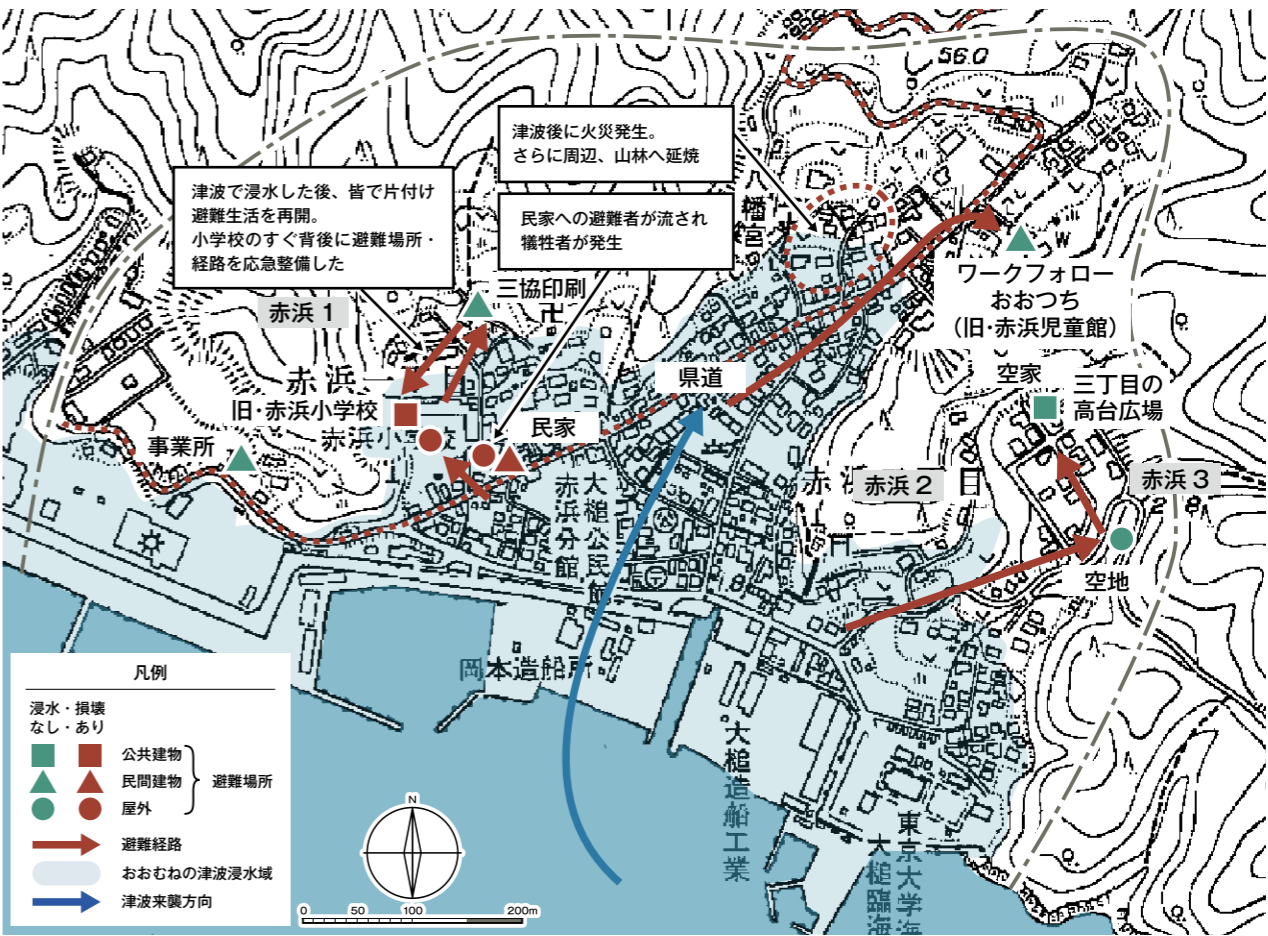 56.0
津波後に火災発生。
さらに周辺、山林へ延焼
津波で浸水した後、皆で片付け
避難生活を再開。
小学校のすぐ背後に避難場所・
経路を応急整備した
民家への避難者が流され
犠牲者が発生
幡宮
三協印刷
赤浜1
ワークフォロー
おおつち
(旧・赤浜児童館)
空家
三丁目の
高台広場
県道
旧・赤浜小学校
民家
事業所
赤浜2
赤浜3
空地
大槌公民館
赤浜分館
岡本造船所
大槌造船工業
東京大学海
大槌臨海
凡例
浸水・損壊
なし・あり
公共建物
民間建物
屋外
避難場所
避難経路
おおむねの津波浸水域
津波来襲方向
N
0 50 100 200m